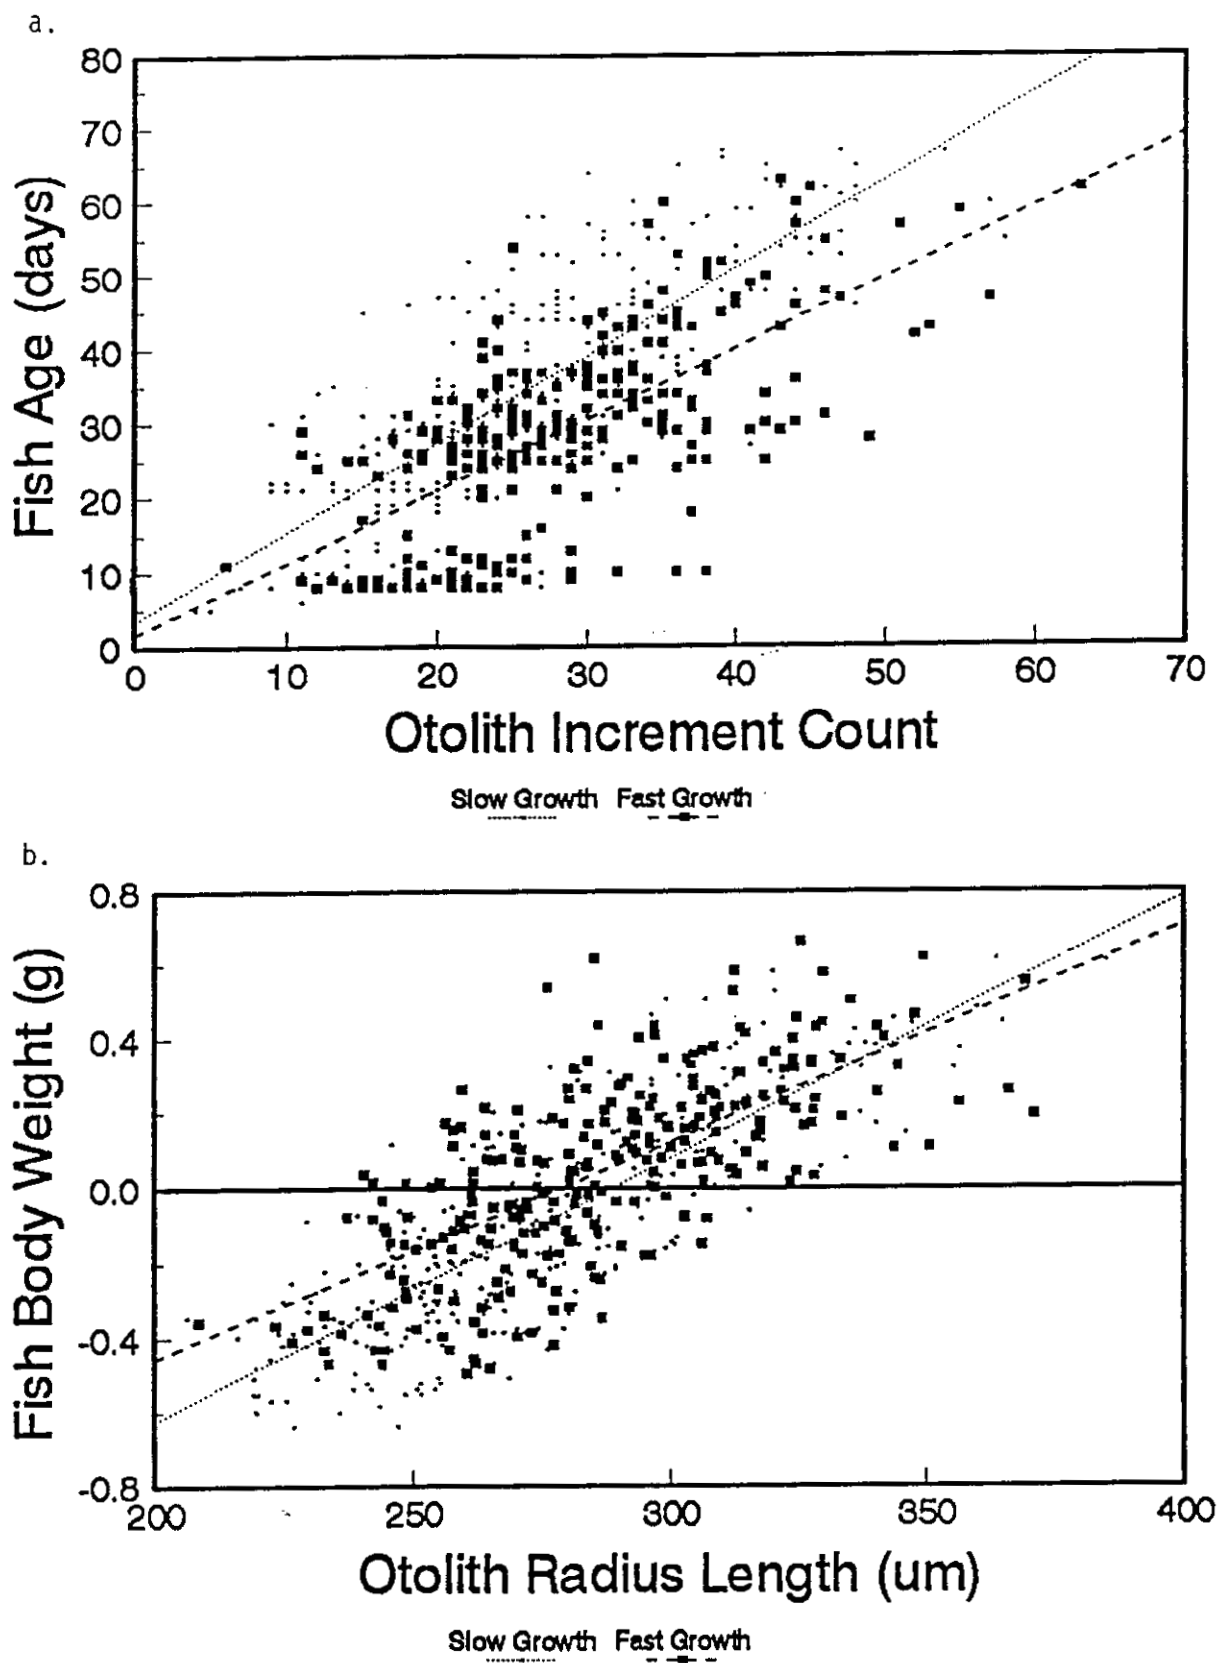 a.
80
70
60
50
40
30
20
10
0
Fish Age (days)
0 10 20 30 40 50 60 70
Otolith Increment Count
Slow Growth Fast Growth
b.
0.8
0.4
0.0
-0.4
-0.8
Fish Body Weight (g)
200 250 300 350 400
Otolith Radius Length (um)
Slow Growth Fast Growth